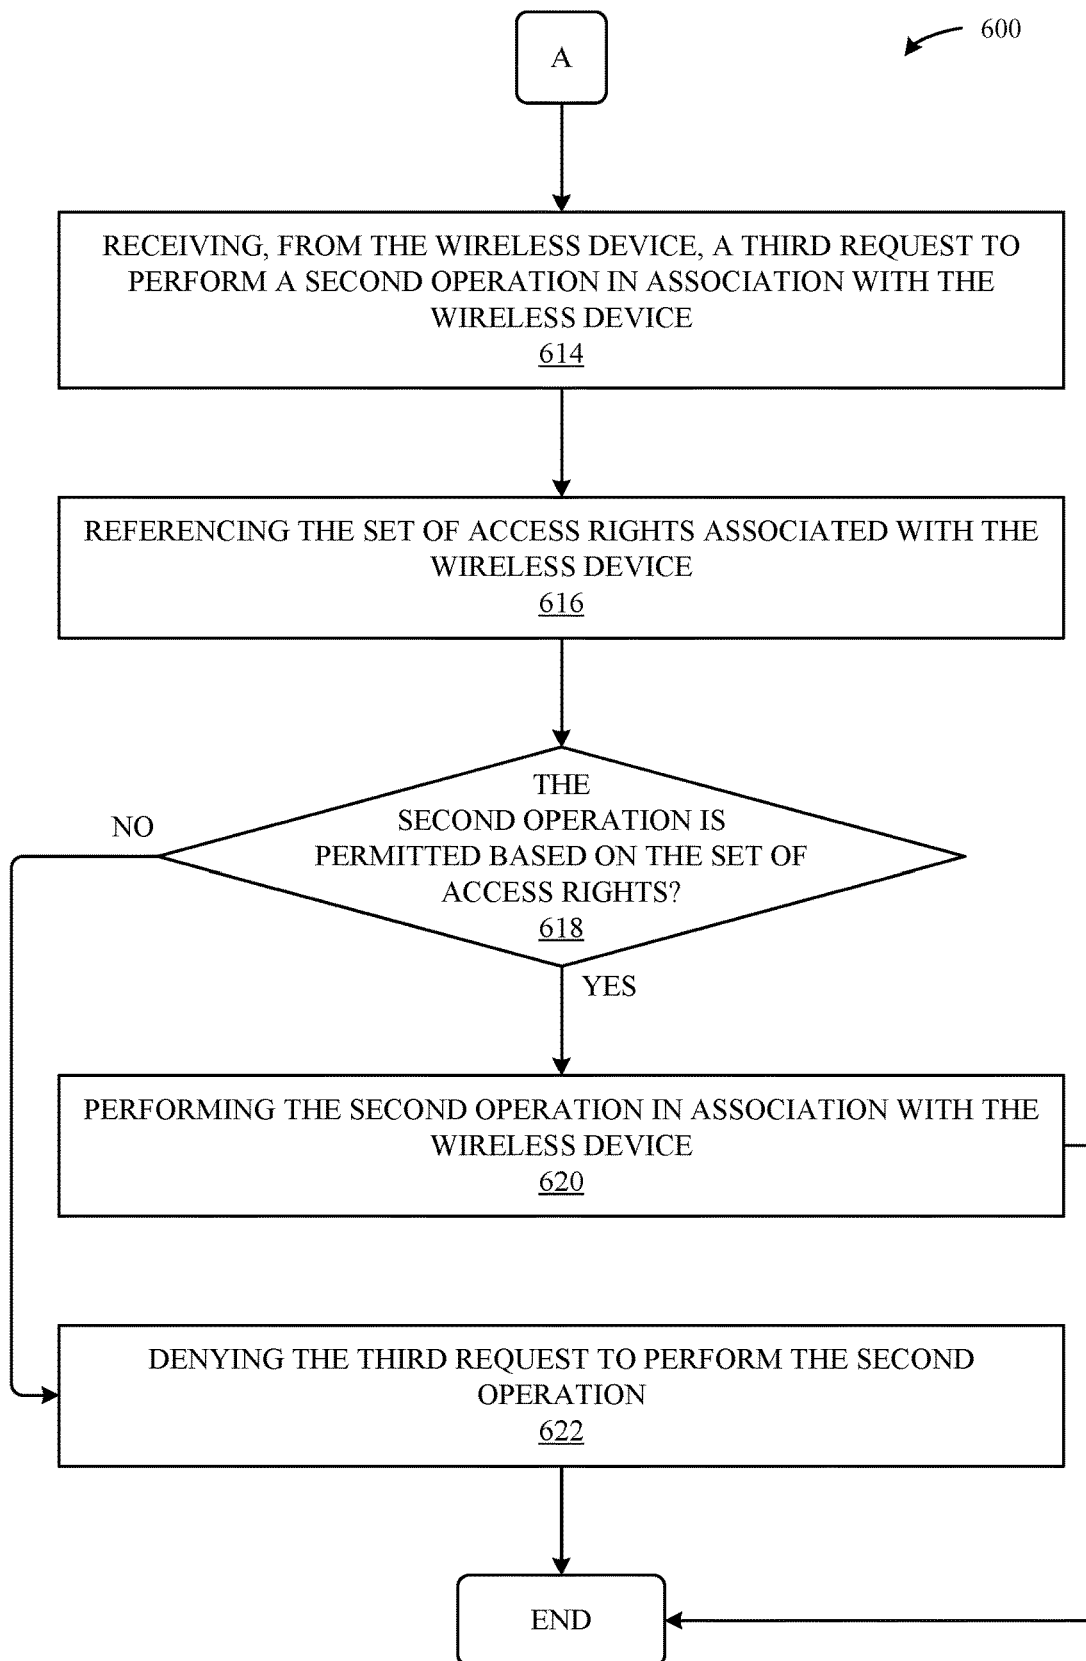 A
600
RECEIVING, FROM THE WIRELESS DEVICE, A THIRD REQUEST TO
PERFORM A SECOND OPERATION IN ASSOCIATION WITH THE
WIRELESS DEVICE
614
REFERENCING THE SET OF ACCESS RIGHTS ASSOCIATED WITH THE
WIRELESS DEVICE
616
THE
SECOND OPERATION IS
PERMITTED BASED ON THE SET OF
ACCESS RIGHTS?
618
NO
YES
PERFORMING THE SECOND OPERATION IN ASSOCIATION WITH THE
WIRELESS DEVICE
620
DENYING THE THIRD REQUEST TO PERFORM THE SECOND
OPERATION
622
END